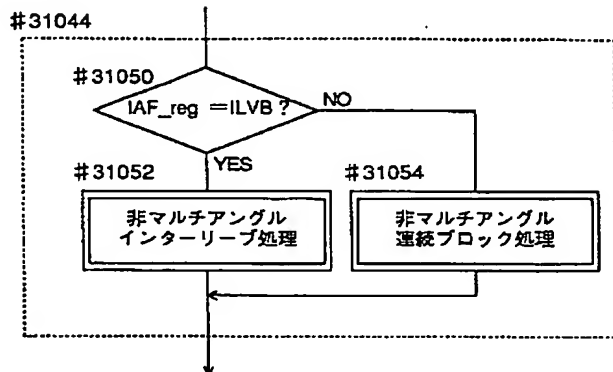 #31044
#31050
IAF_reg =ILVB ?
NO
YES
#31052
#31054
非マルチアングル
インターリーブ処理
非マルチアングル
連続ブロック処理